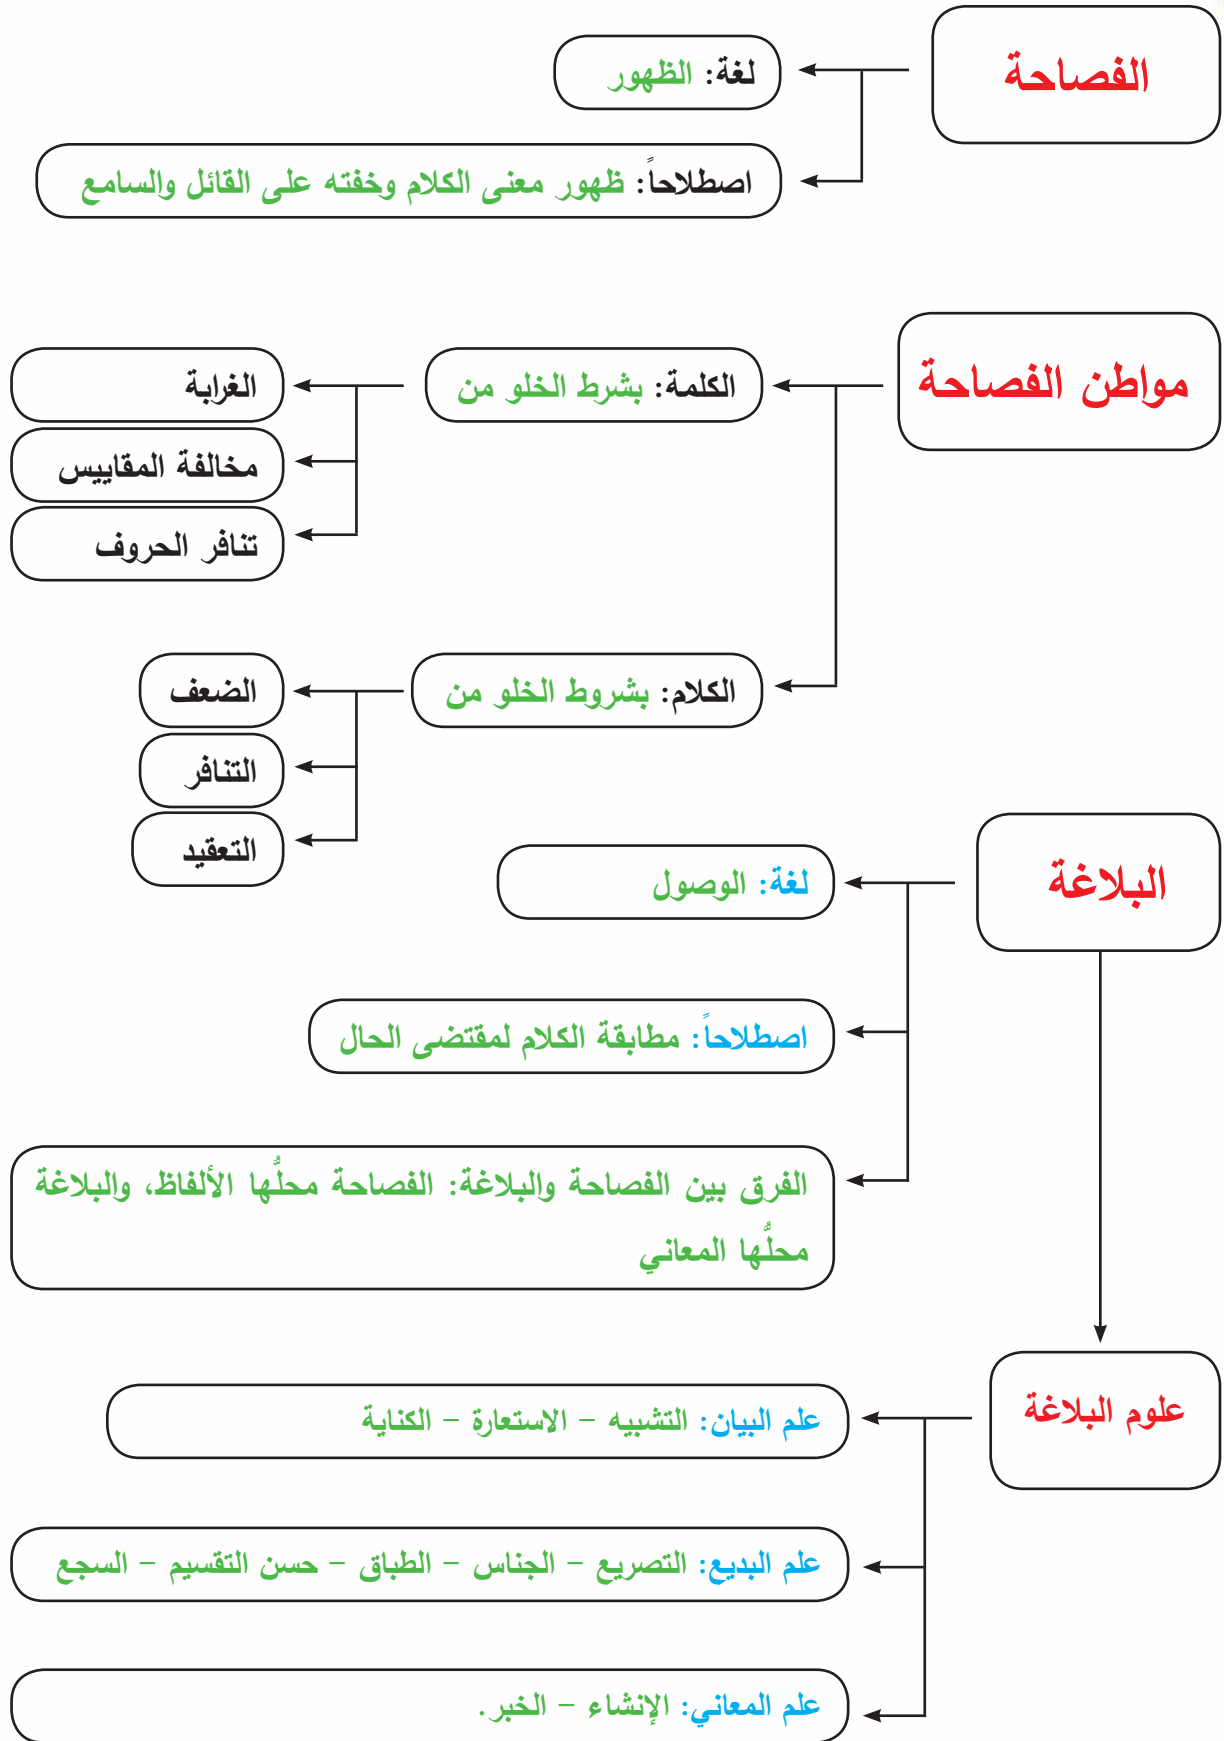 الفصاحة
لغة: الظهور
اصطلاحاً: ظهور معنى الكلام وخفته على القائل والسامع
مواطن الفصاحة
الكلمة: بشرط الخلو من
الغرابة
مخالفة المقاييس
تنافر الحروف
الكلام: بشروط الخلو من
الضعف
التنافر
التعقيد
البلاغة
لغة: الوصول
اصطلاحاً: مطابقة الكلام لمقتضى الحال
الفرق بين الفصاحة والبلاغة: الفصاحة محلُّها الألفاظ، والبلاغة
محلُّها المعاني
علوم البلاغة
علم البيان: التشبيه – الاستعارة – الكناية
علم البديع: التصريع – الجناس – الطباق – حسن التقسيم – السجع
علم المعاني: الإنشاء – الخبر.